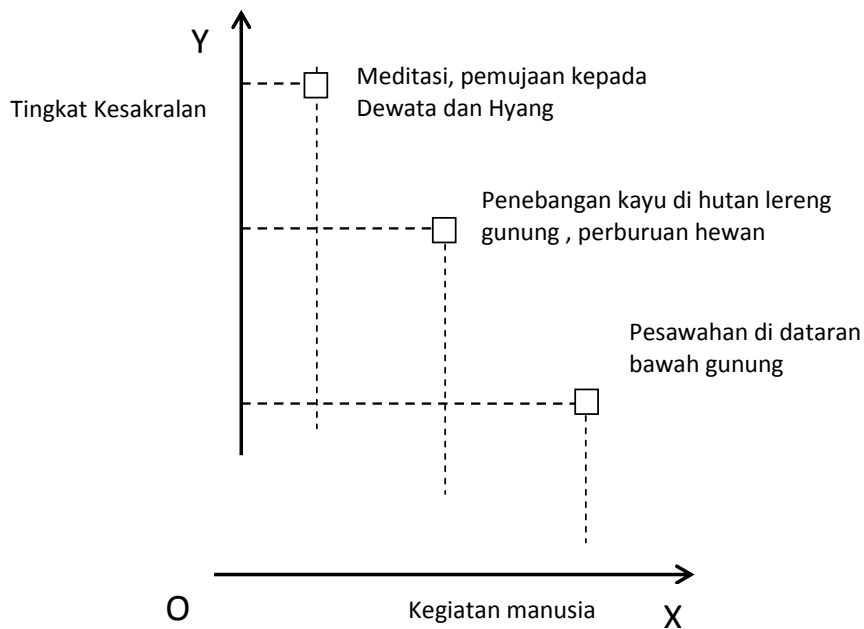 Y
Meditasi, pemujaan kepada
Dewata dan Hyang
Tingkat Kesakralan
Penebangan kayu di hutan lereng
gunung , perburuan hewan
Pesawahan di dataran
bawah gunung
O
Kegiatan manusia
X